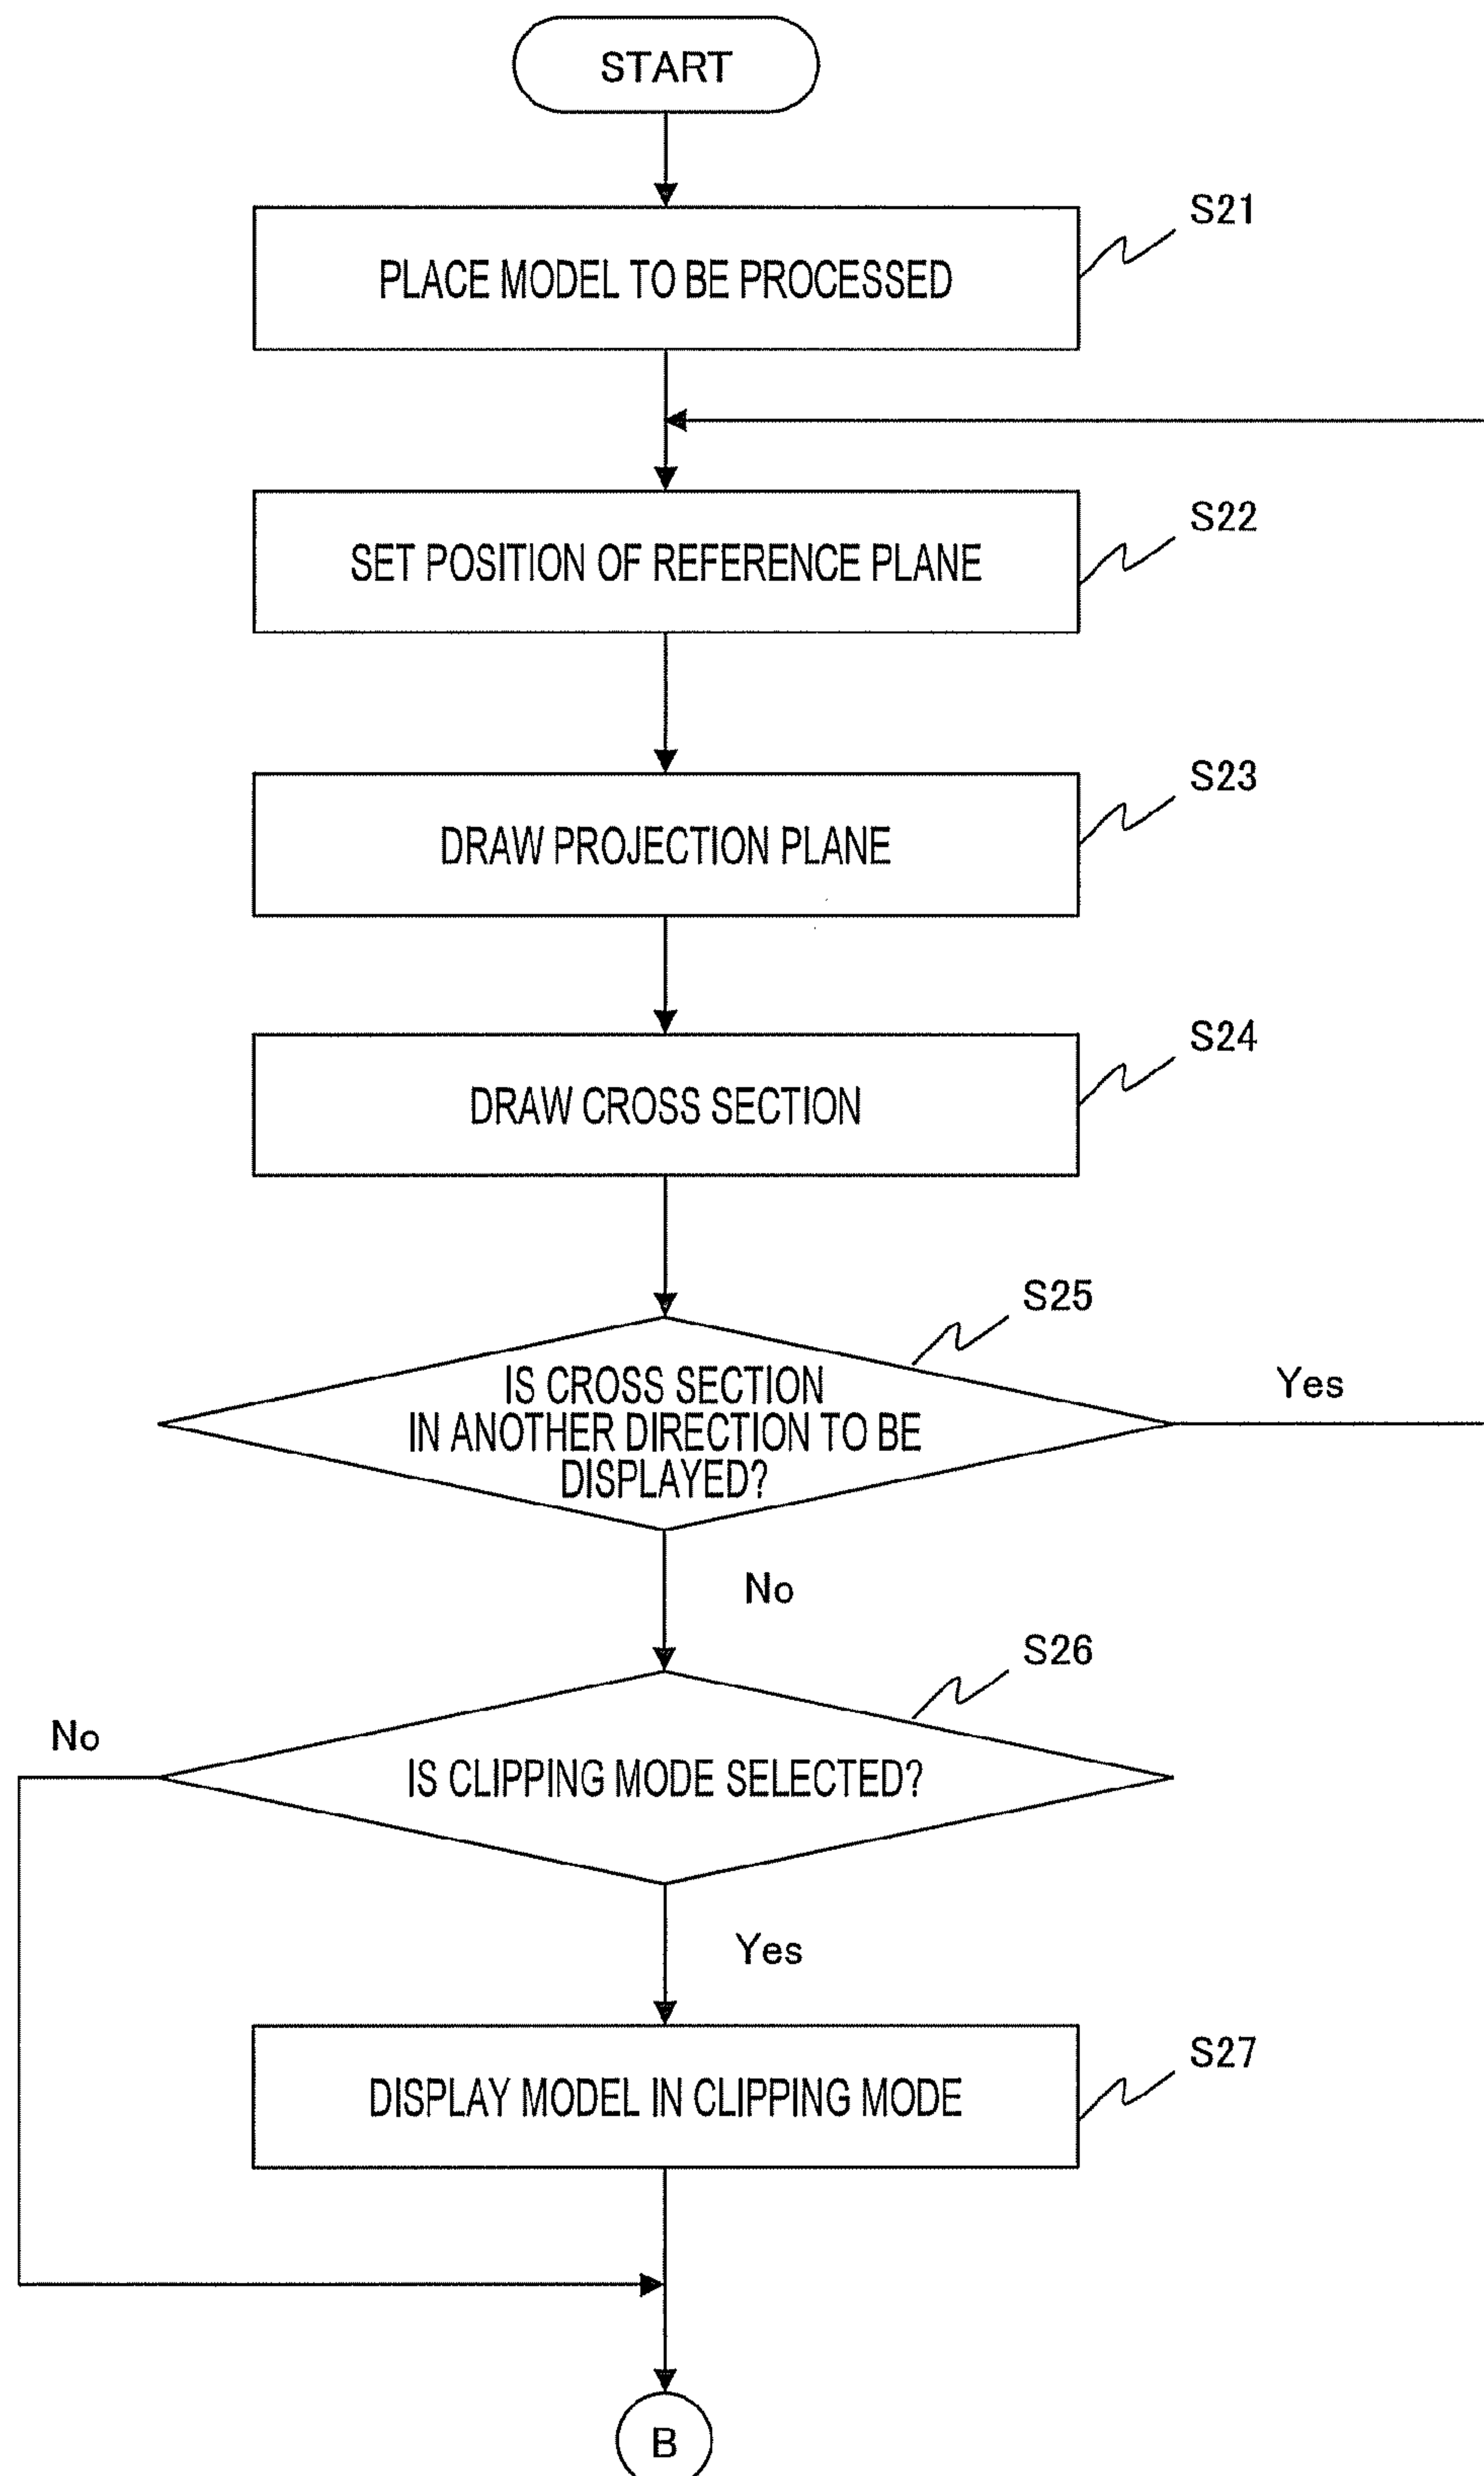 START
S21
PLACE MODEL TO BE PROCESSED
S22
SET POSITION OF REFERENCE PLANE
S23
DRAW PROJECTION PLANE
S24
DRAW CROSS SECTION
S25
IS CROSS SECTION
IN ANOTHER DIRECTION TO BE
DISPLAYED?
Yes
No
S26
No
IS CLIPPING MODE SELECTED?
Yes
S27
DISPLAY MODEL IN CLIPPING MODE
B